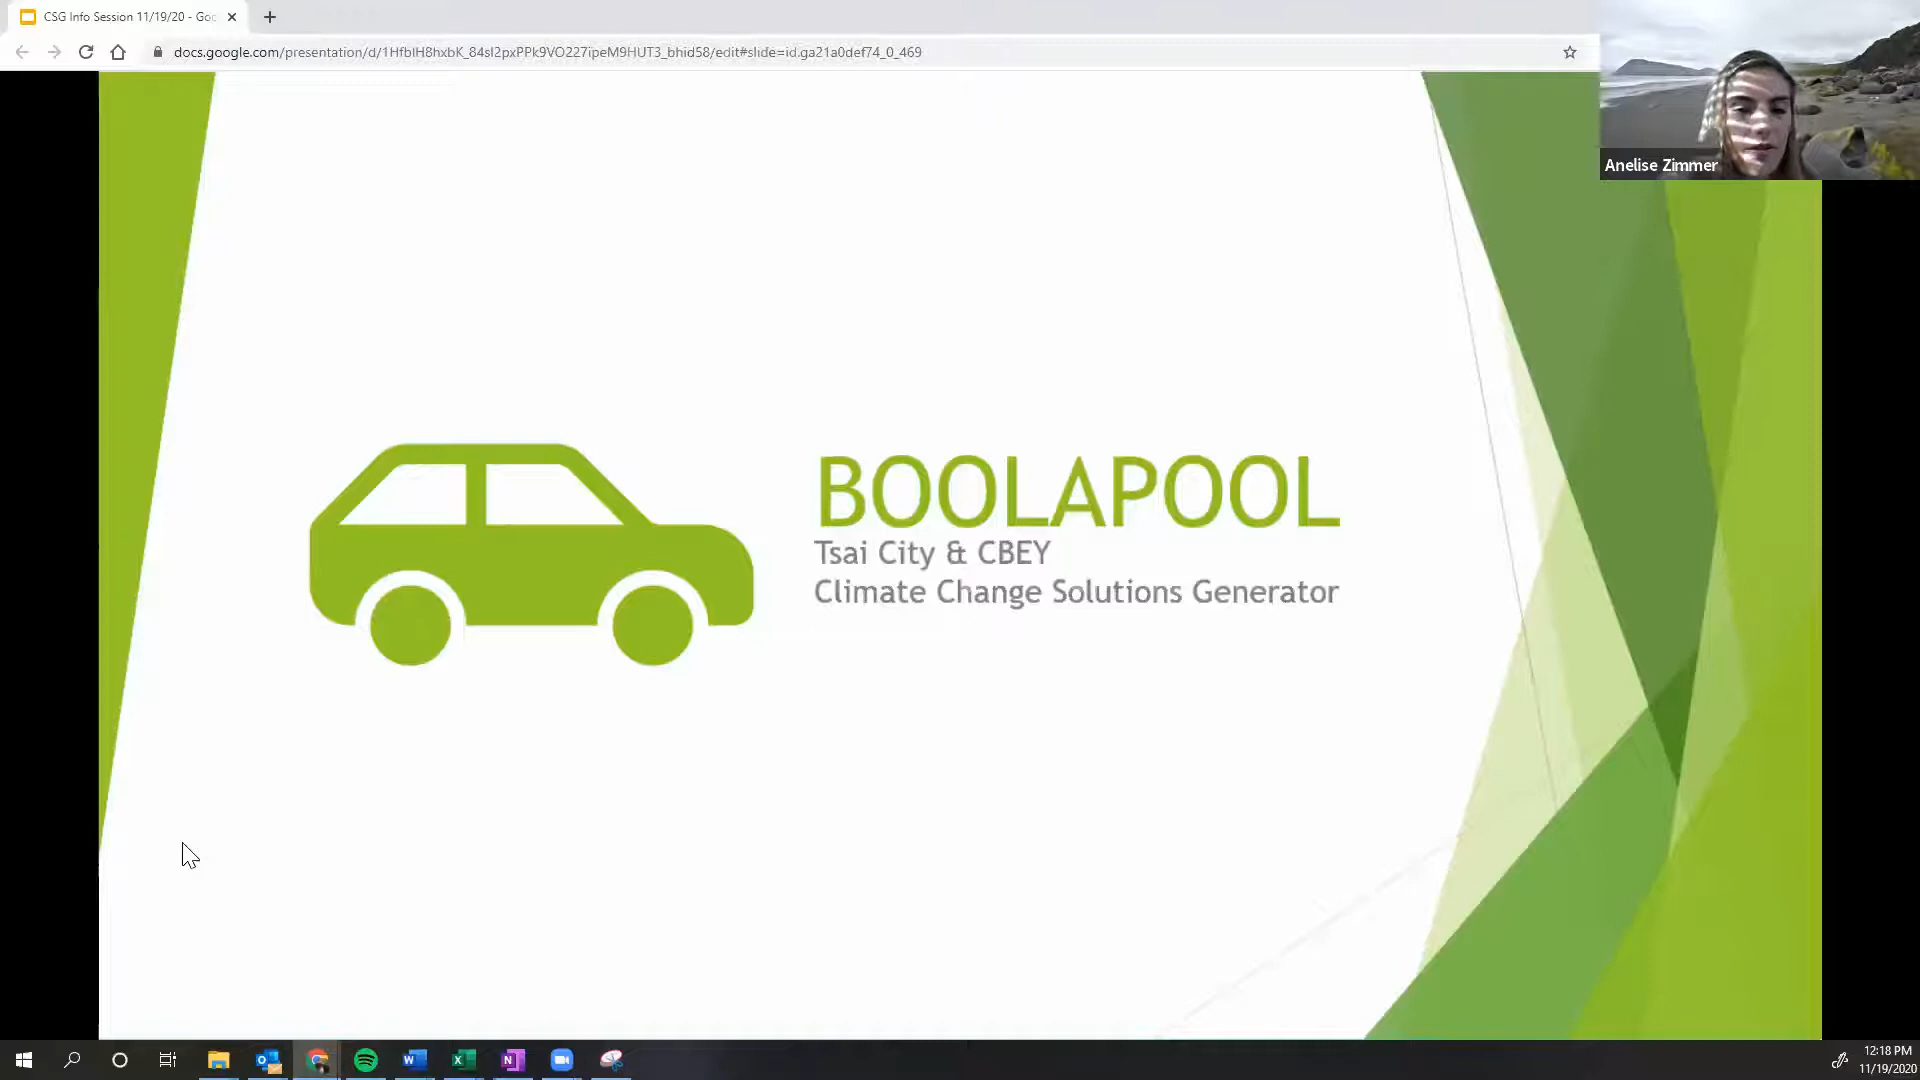 CSG Info Session 11/19/20 - Goo
docs.google.com/presentation/d/1HfbIH8hxbK_84sI2pxPPk9VO227ipeM9HUT3_bhid58/edit#slide=id.ga21a0def74_0_469
Anelise Zimmer
BOOLAPOOL
Tsai City & CBEY
Climate Change Solutions Generator
12:18 PM
11/19/2020